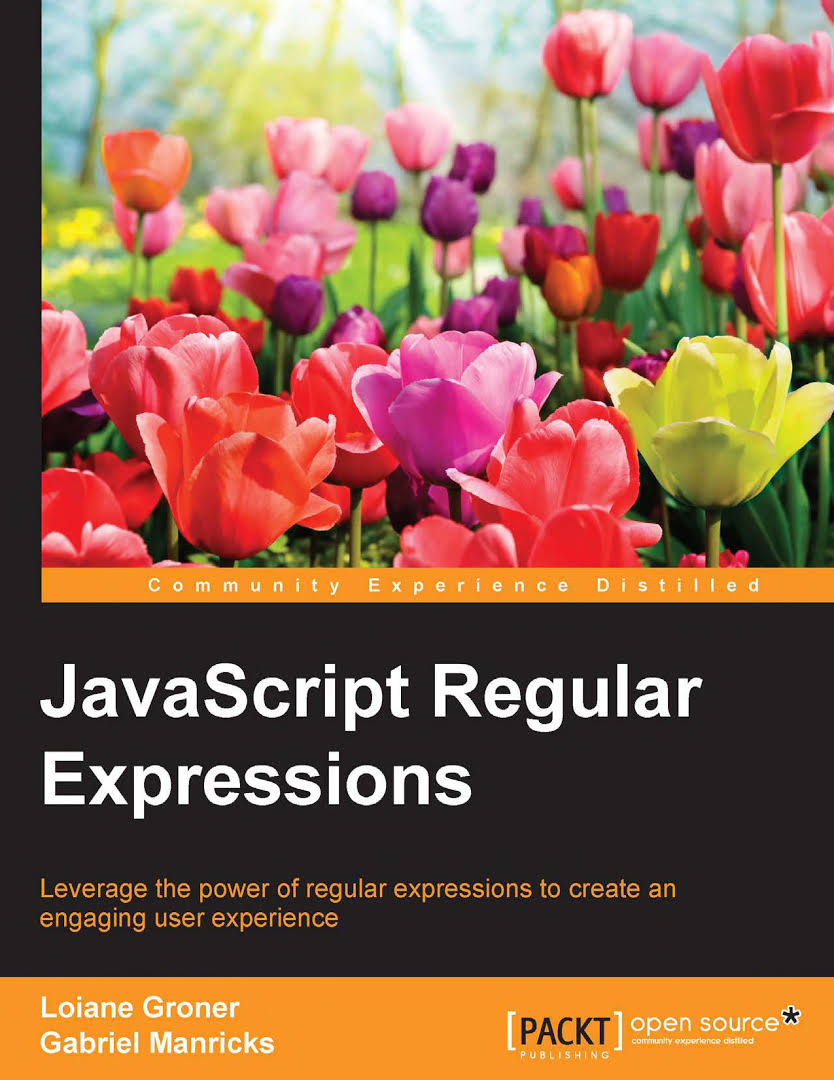 Community Experience Distilled
JavaScript Regular
Expressions
Leverage the power of regular expressions to create an
engaging user experience
Loiane Groner
Gabriel Manricks
[PACKT]
PUBLISHING
open source*
community experience distilled